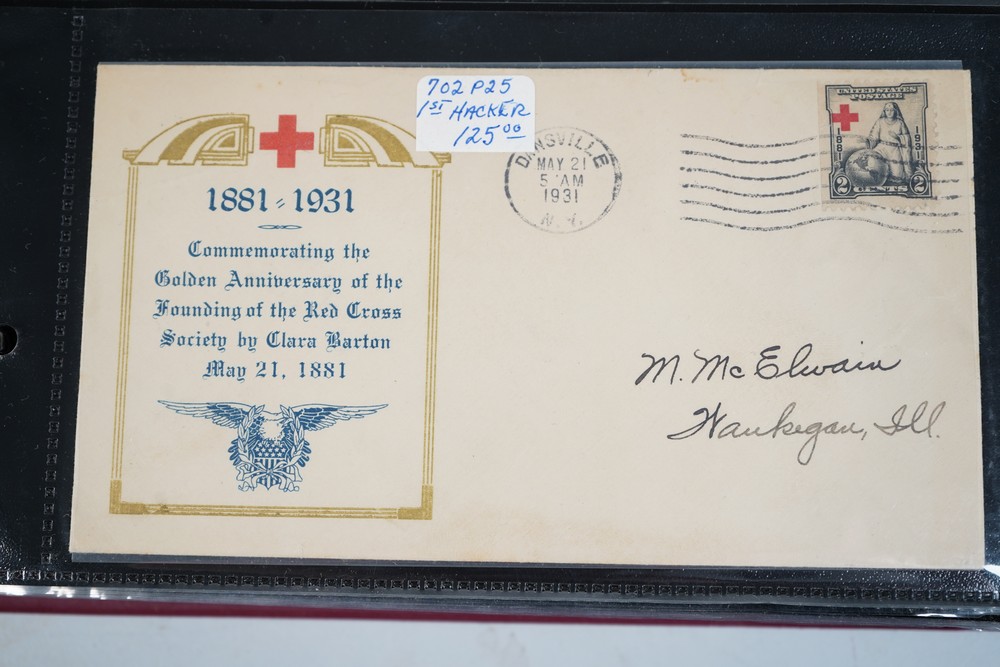 702 P25
1ST HACKER
125.00
DANSVILLE
MAY 21
5 AM
1931
N.Y.
UNITED STATES
POSTAGE
1881
1931
2 CENTS 2
1881 - 1931
Commemorating the
Golden Anniversary of the
Founding of the Red Cross
Society by Clara Barton
May 21, 1881
M. McElwain
Waukegan, Ill.